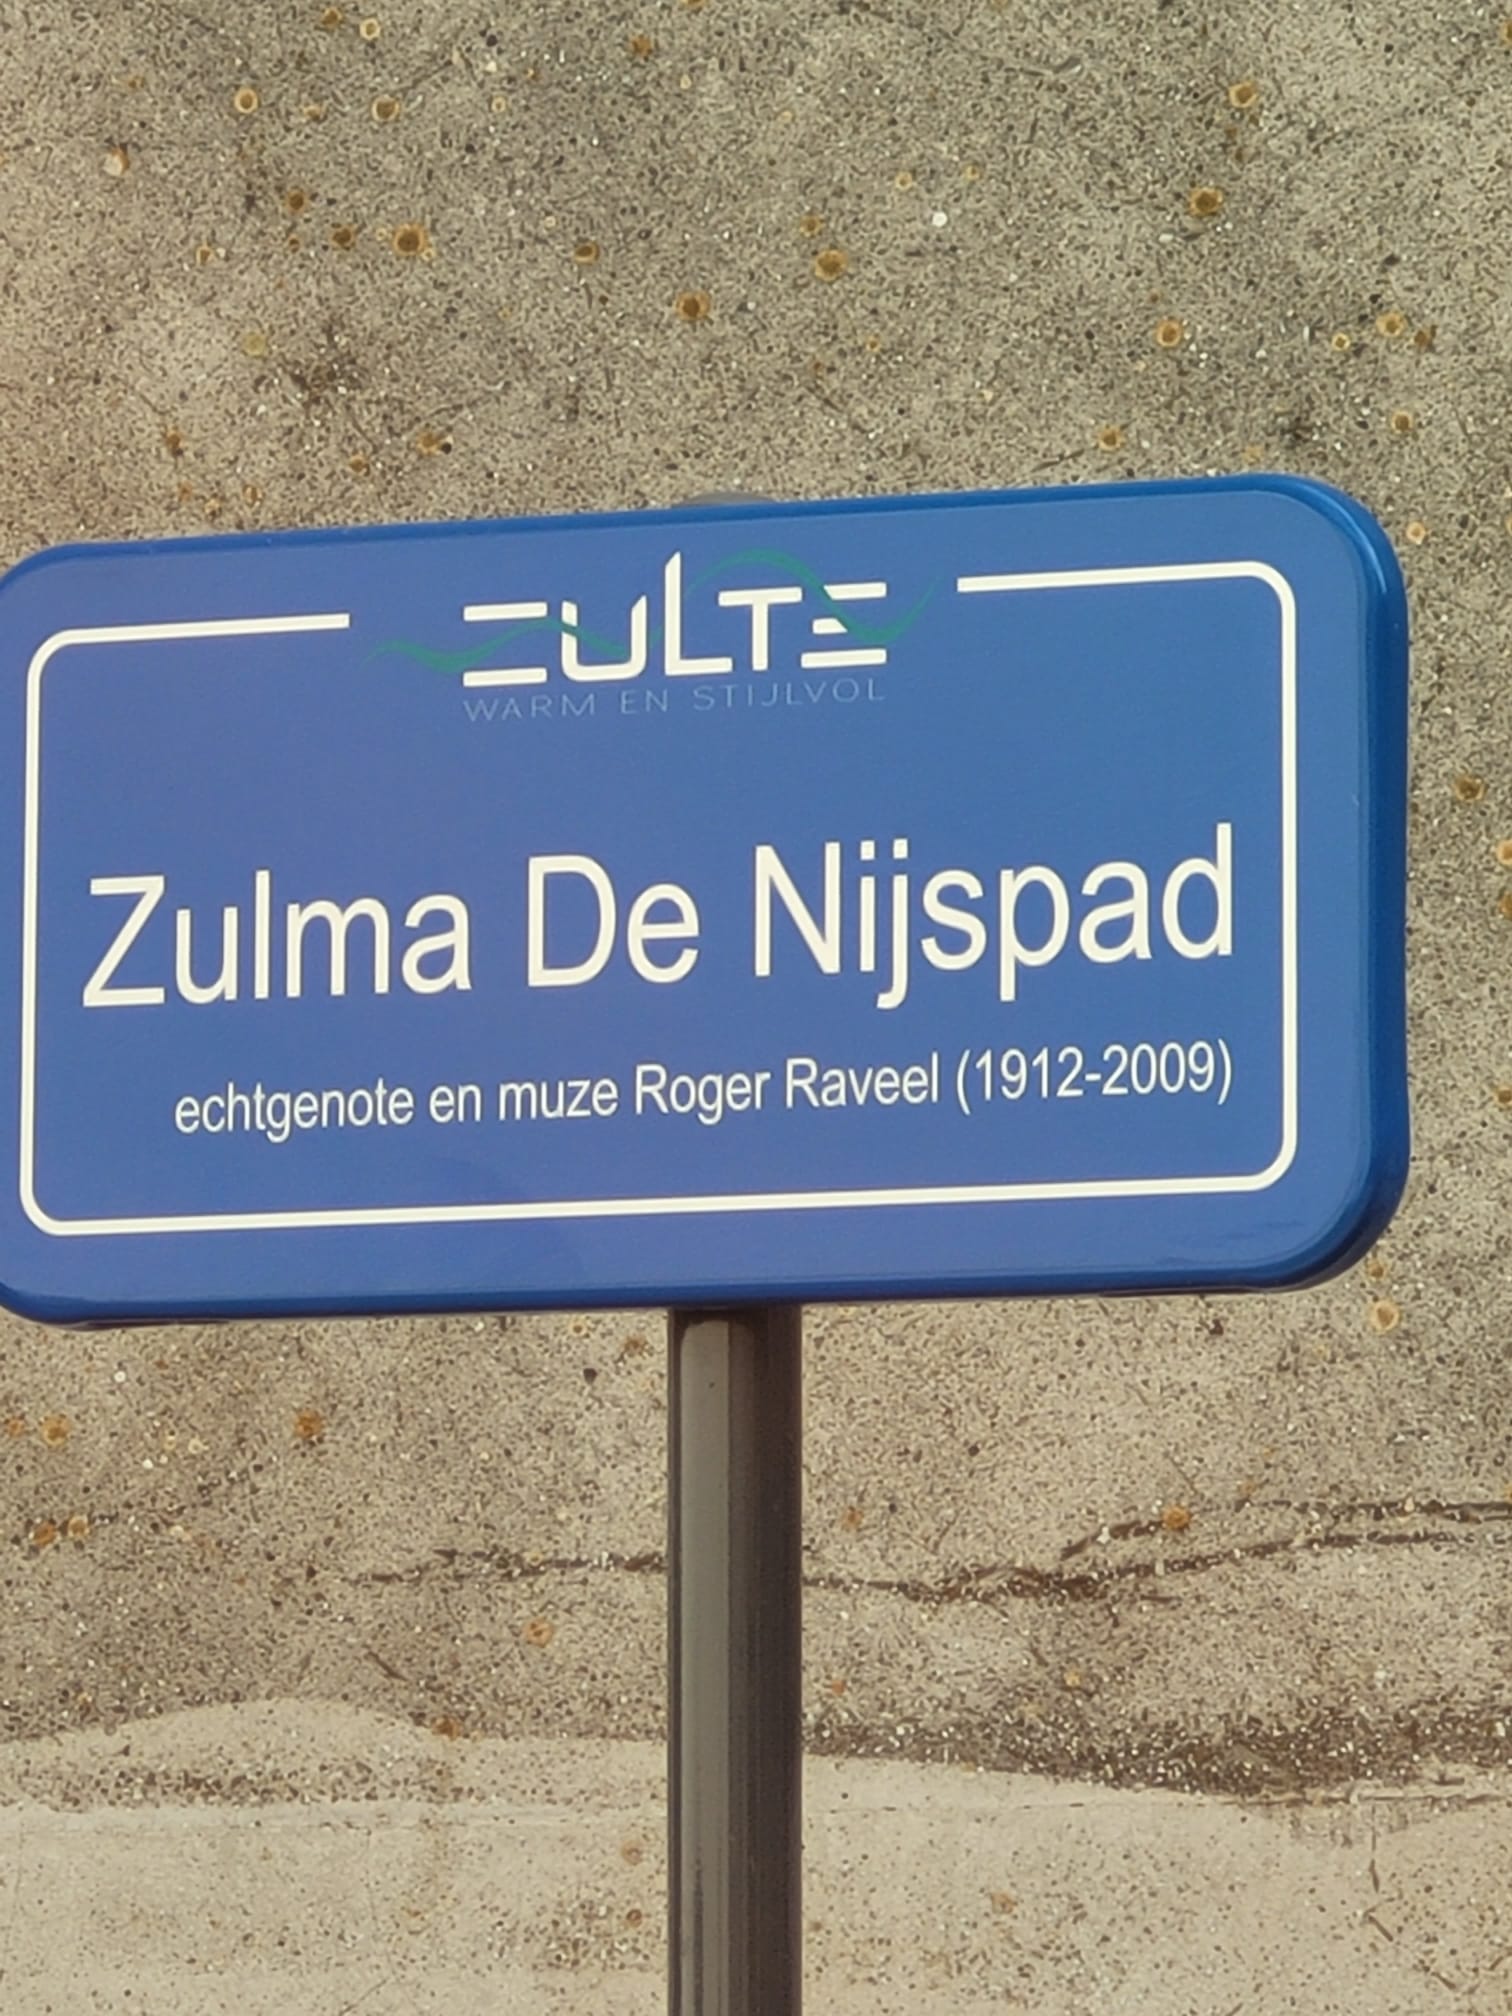 ZULTE
WARM EN STIJLVOL
Zulma De Nijspad
echtgenote en muze Roger Raveel (1912-2009)